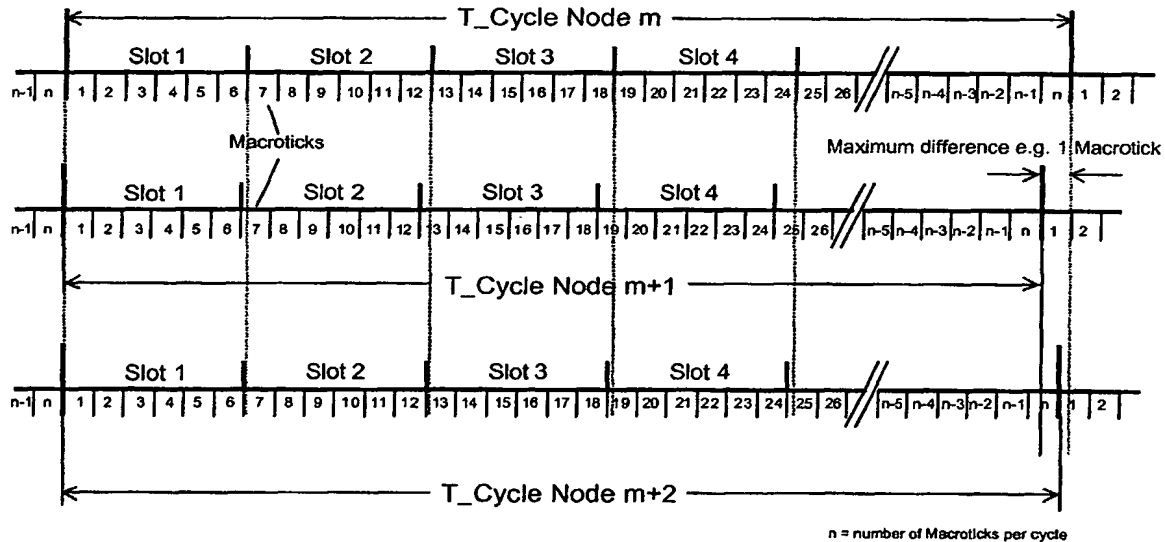 T_Cycle Node m
Slot 1 Slot 2 Slot 3 Slot 4
n-1 n 1 2 3 4 5 6 7 8 9 10 11 12 13 14 15 16 17 18 19 20 21 22 23 24 25 26 n-5 n-4 n-3 n-2 n-1 n 1 2
Macroticks
Maximum difference e.g. 1 Macrotick
Slot 1 Slot 2 Slot 3 Slot 4
n-1 n 1 2 3 4 5 6 7 8 9 10 11 12 13 14 15 16 17 18 19 20 21 22 23 24 25 26 n-5 n-4 n-3 n-2 n-1 n 1 2
T_Cycle Node m+1
Slot 1 Slot 2 Slot 3 Slot 4
n-1 n 1 2 3 4 5 6 7 8 9 10 11 12 13 14 15 16 17 18 19 20 21 22 23 24 25 26 n-5 n-4 n-3 n-2 n-1 n 1 2
T_Cycle Node m+2
n = number of Macroticks per cycle